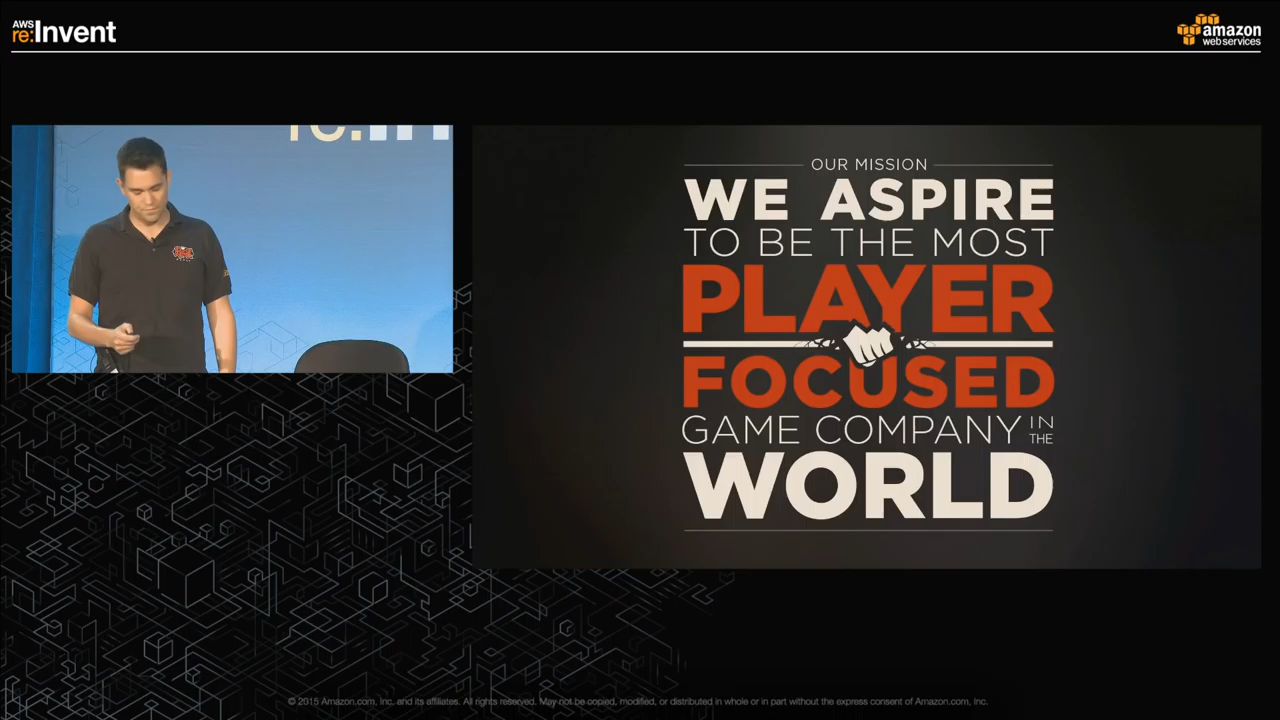 AWS
re:Invent
amazon
web services
re:In
OUR MISSION
WE ASPIRE
TO BE THE MOST
PLAYER
FOCUSED
GAME COMPANY IN THE
WORLD
© 2015 Amazon.com, Inc. and its affiliates. All rights reserved. May not be copied, modified, or distributed in whole or in part without the express consent of Amazon.com, Inc.